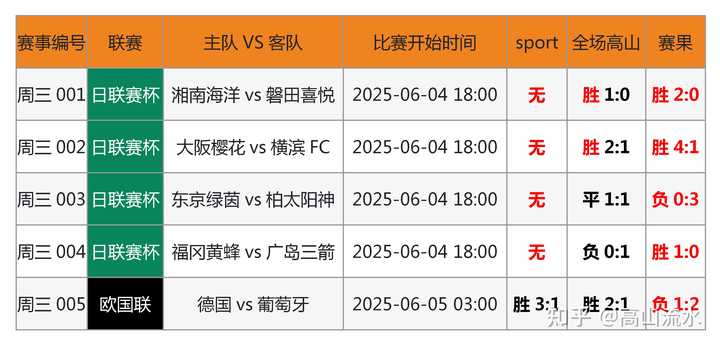 赛事编号 联赛 主队 VS 客队 比赛开始时间 sport 全场高山 赛果
周三 001 日联赛杯 湘南海洋 vs 磐田喜悦 2025-06-04 18:00 无 胜 1:0 胜 2:0
周三 002 日联赛杯 大阪樱花 vs 横滨 FC 2025-06-04 18:00 无 胜 2:1 胜 4:1
周三 003 日联赛杯 东京绿茵 vs 柏太阳神 2025-06-04 18:00 无 平 1:1 负 0:3
周三 004 日联赛杯 福冈黄蜂 vs 广岛三箭 2025-06-04 18:00 无 负 0:1 胜 1:0
周三 005 欧国联 德国 vs 葡萄牙 2025-06-05 03:00 胜 3:1 胜 2:1 负 1:2
知乎 @高山流水